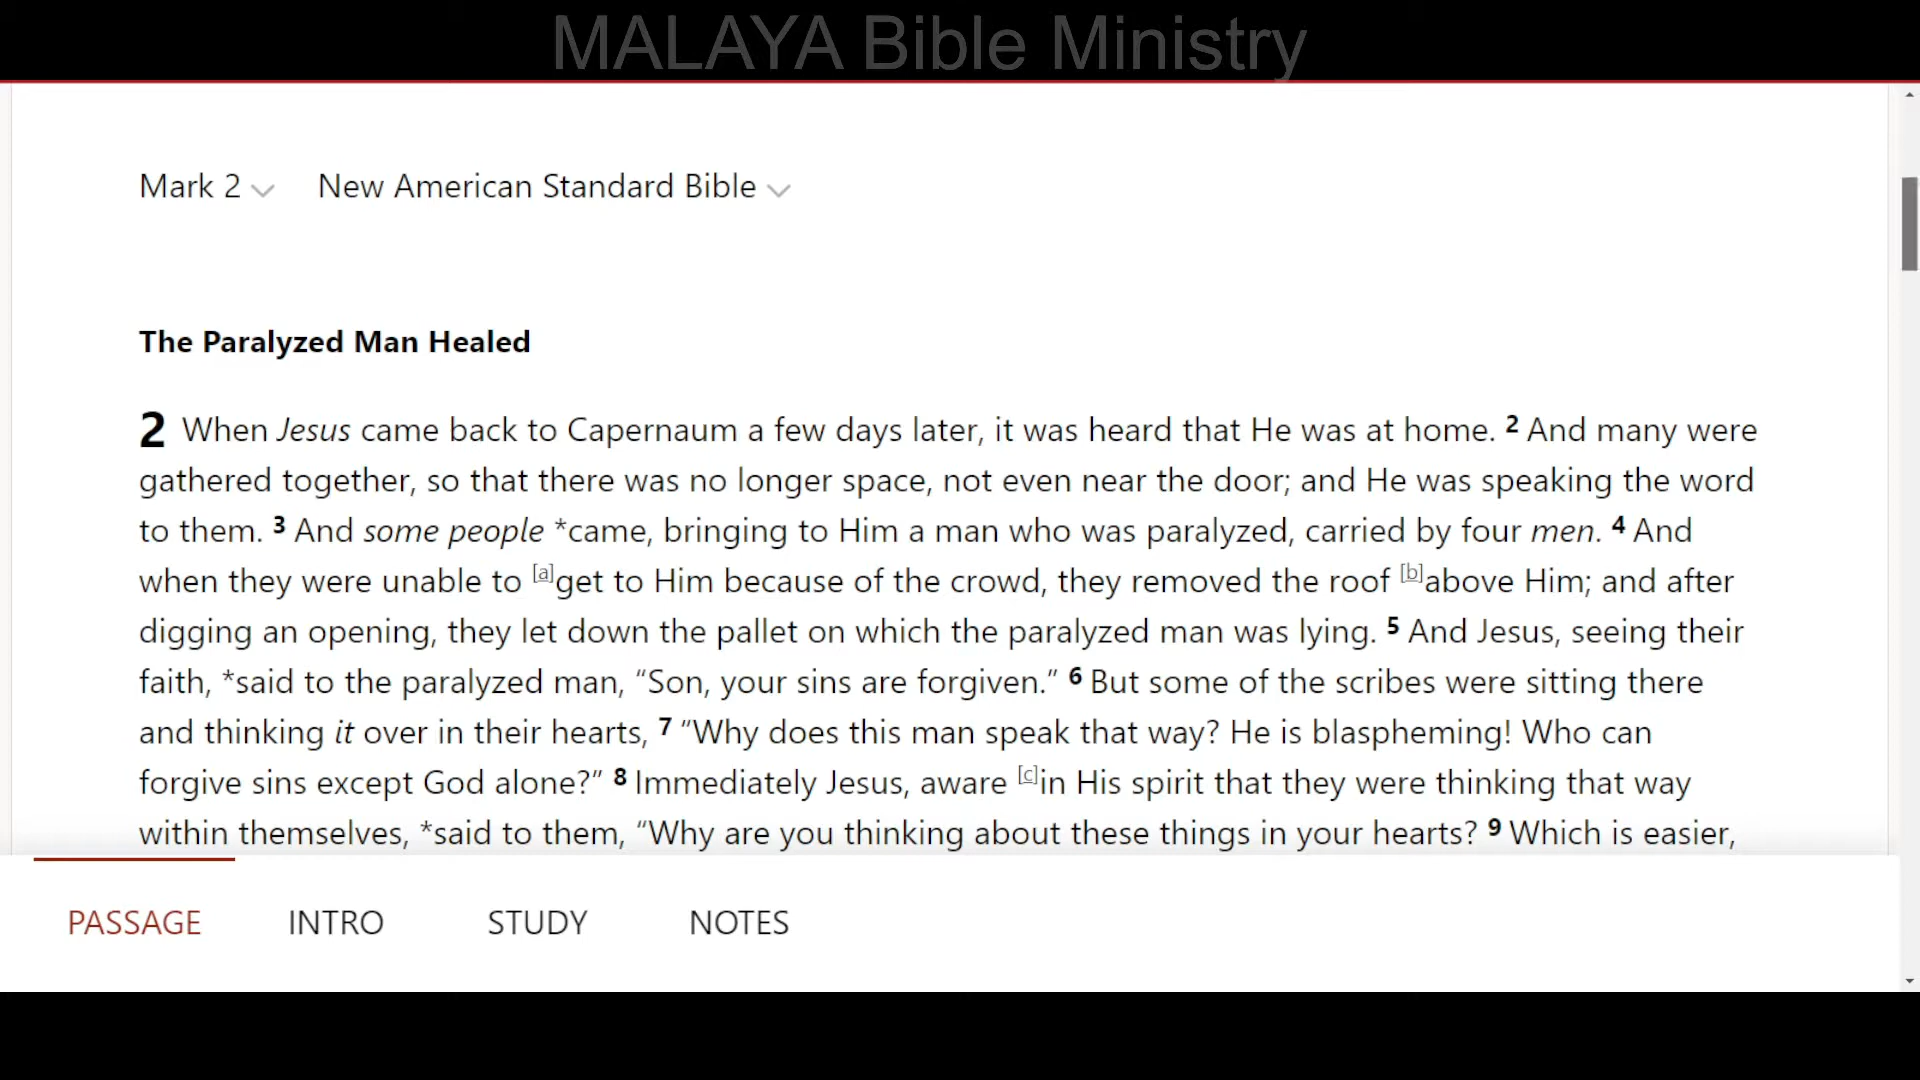 MALAYA Bible Ministry
Mark 2 New American Standard Bible
The Paralyzed Man Healed
2 When Jesus came back to Capernaum a few days later, it was heard that He was at home. 2 And many were
gathered together, so that there was no longer space, not even near the door; and He was speaking the word
to them. 3 And some people *came, bringing to Him a man who was paralyzed, carried by four men. 4 And
when they were unable to [a]get to Him because of the crowd, they removed the roof [b]above Him; and after
digging an opening, they let down the pallet on which the paralyzed man was lying. 5 And Jesus, seeing their
faith, *said to the paralyzed man, “Son, your sins are forgiven.” 6 But some of the scribes were sitting there
and thinking it over in their hearts, 7 “Why does this man speak that way? He is blaspheming! Who can
forgive sins except God alone?” 8 Immediately Jesus, aware [c]in His spirit that they were thinking that way
within themselves, *said to them, “Why are you thinking about these things in your hearts? 9 Which is easier,
PASSAGE INTRO STUDY NOTES